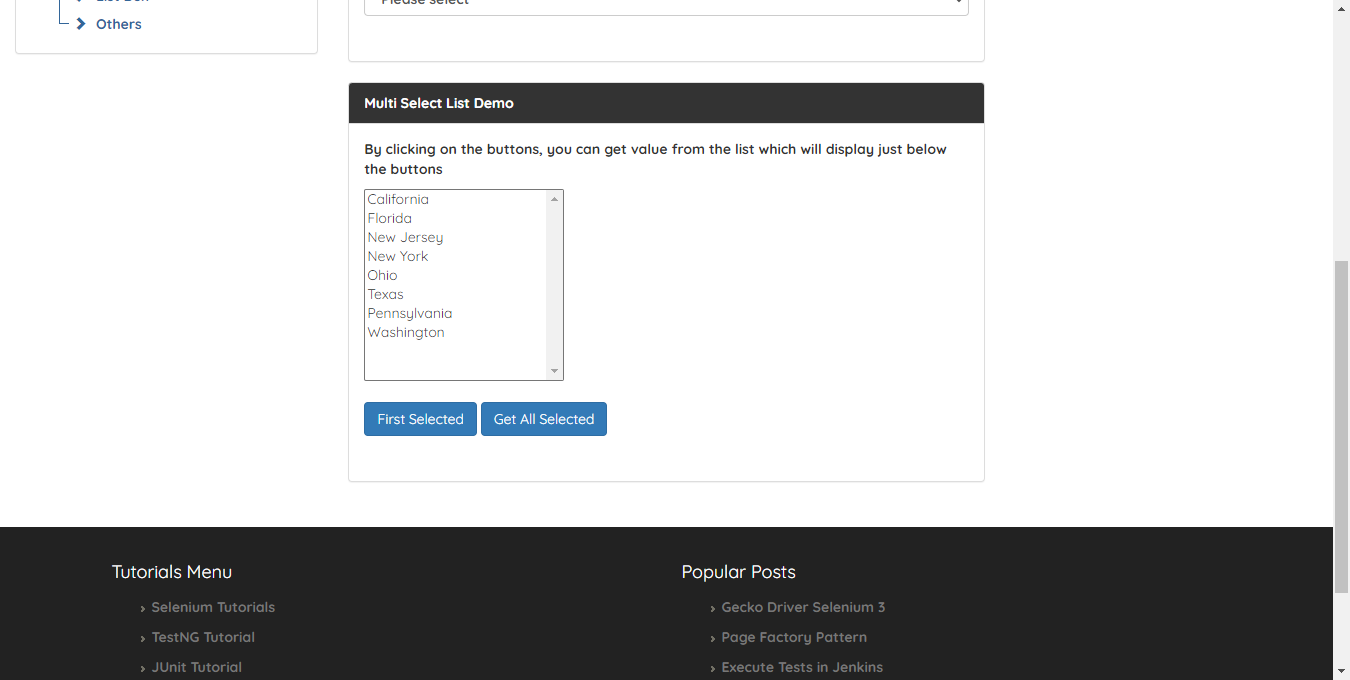 Others
Multi Select List Demo
By clicking on the buttons, you can get value from the list which will display just below
the buttons
California
Florida
New Jersey
New York
Ohio
Texas
Pennsylvania
Washington
First Selected Get All Selected
Tutorials Menu
Selenium Tutorials
TestNG Tutorial
JUnit Tutorial
Popular Posts
Gecko Driver Selenium 3
Page Factory Pattern
Execute Tests in Jenkins